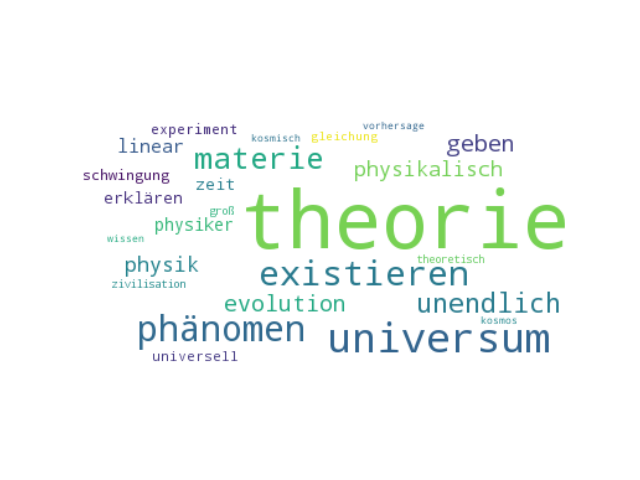 vorhersage
experiment
kosmisch gleichung
linear geben
materie
physikalisch
schwingung
zeit
erklären
groß theorie
physiker
wissen
theoretisch
physik existieren
zivilisation
evolution unendlich
kosmos
phänomen universum
universell